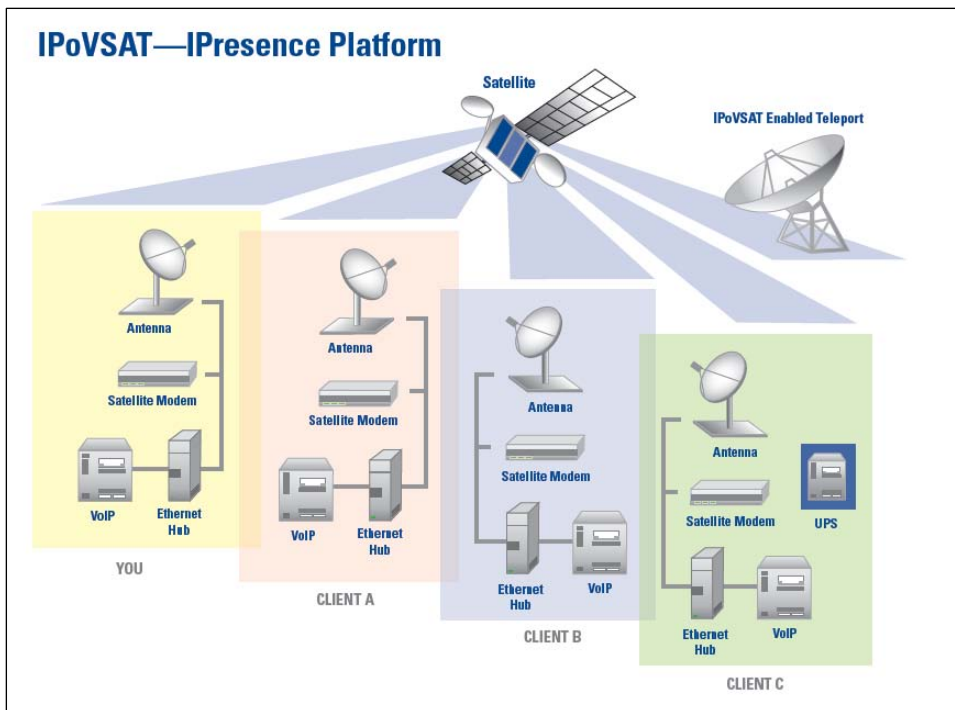 IPoVSAT—IPresence Platform
Satellite
IPoVSAT Enabled Teleport
Antenna
Satellite Modem
VoIP
Ethernet
Hub
YOU
Antenna
Satellite Modem
VoIP
Ethernet
Hub
CLIENT A
Antenna
Satellite Modem
Ethernet
Hub
VoIP
CLIENT B
Antenna
Satellite Modem
UPS
Ethernet
Hub
VoIP
CLIENT C